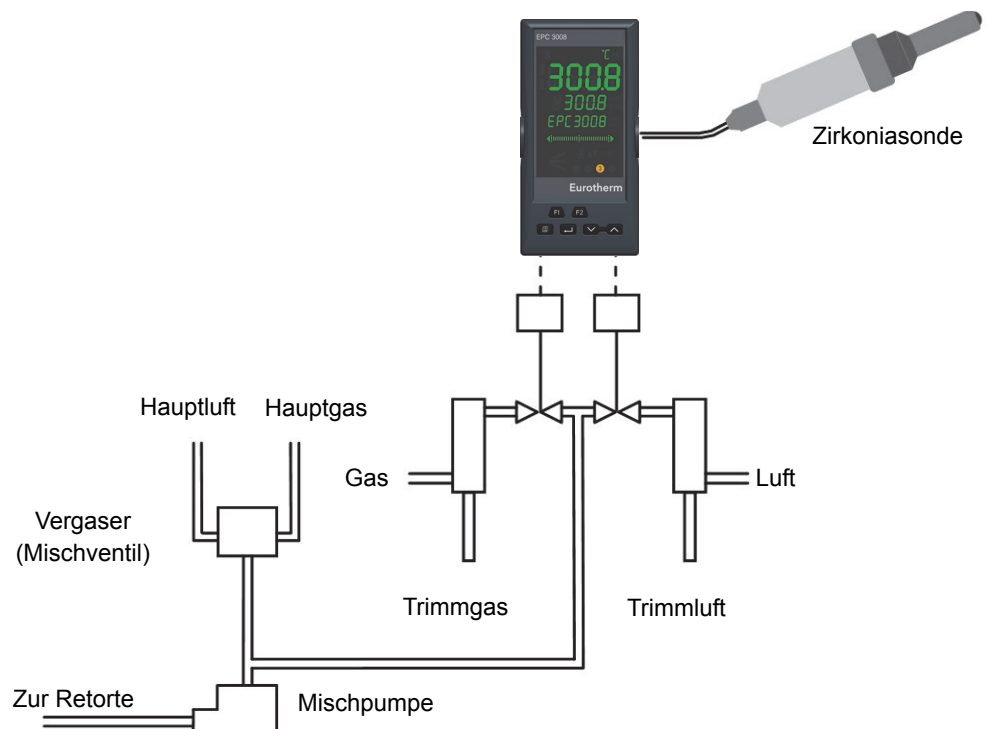 EPC 3008
°C
300.8
300.8
EPC3008
3
Eurotherm
F1 F2
Zirkoniasonde
Hauptluft Hauptgas
Gas
Luft
Vergaser
(Mischventil)
Trimmgas
Trimmluft
Zur Retorte
Mischpumpe